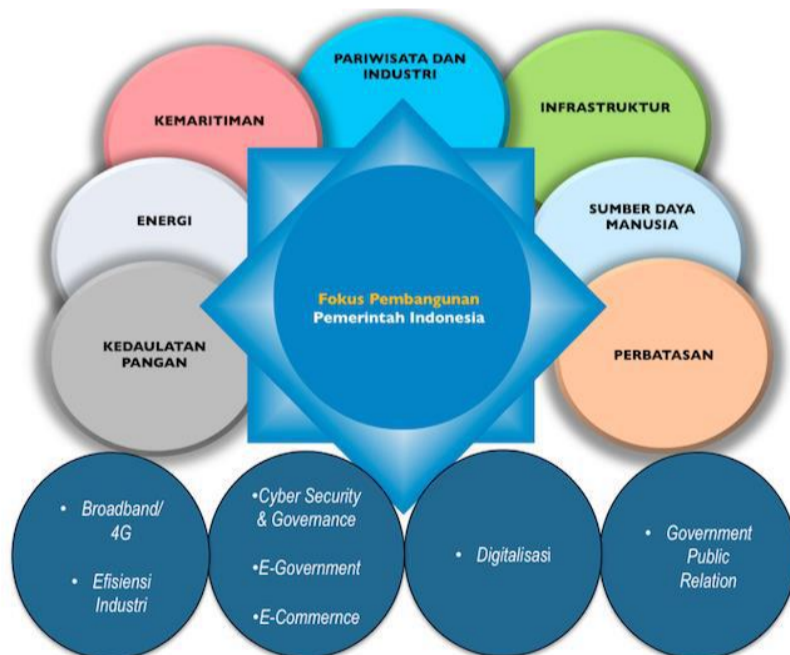 PARIWISATA DAN
INDUSTRI
KEMARITIMAN
INFRASTRUKTUR
ENERGI
SUMBER DAYA
MANUSIA
Fokus Pembangunan
Pemerintah Indonesia
KEDAULATAN
PANGAN
PERBATASAN
• Broadband/
4G
• Efisiensi
Industri
•Cyber Security
& Governance
•E-Government
•E-Commernce
• Digitalisasi
• Government
Public
Relation